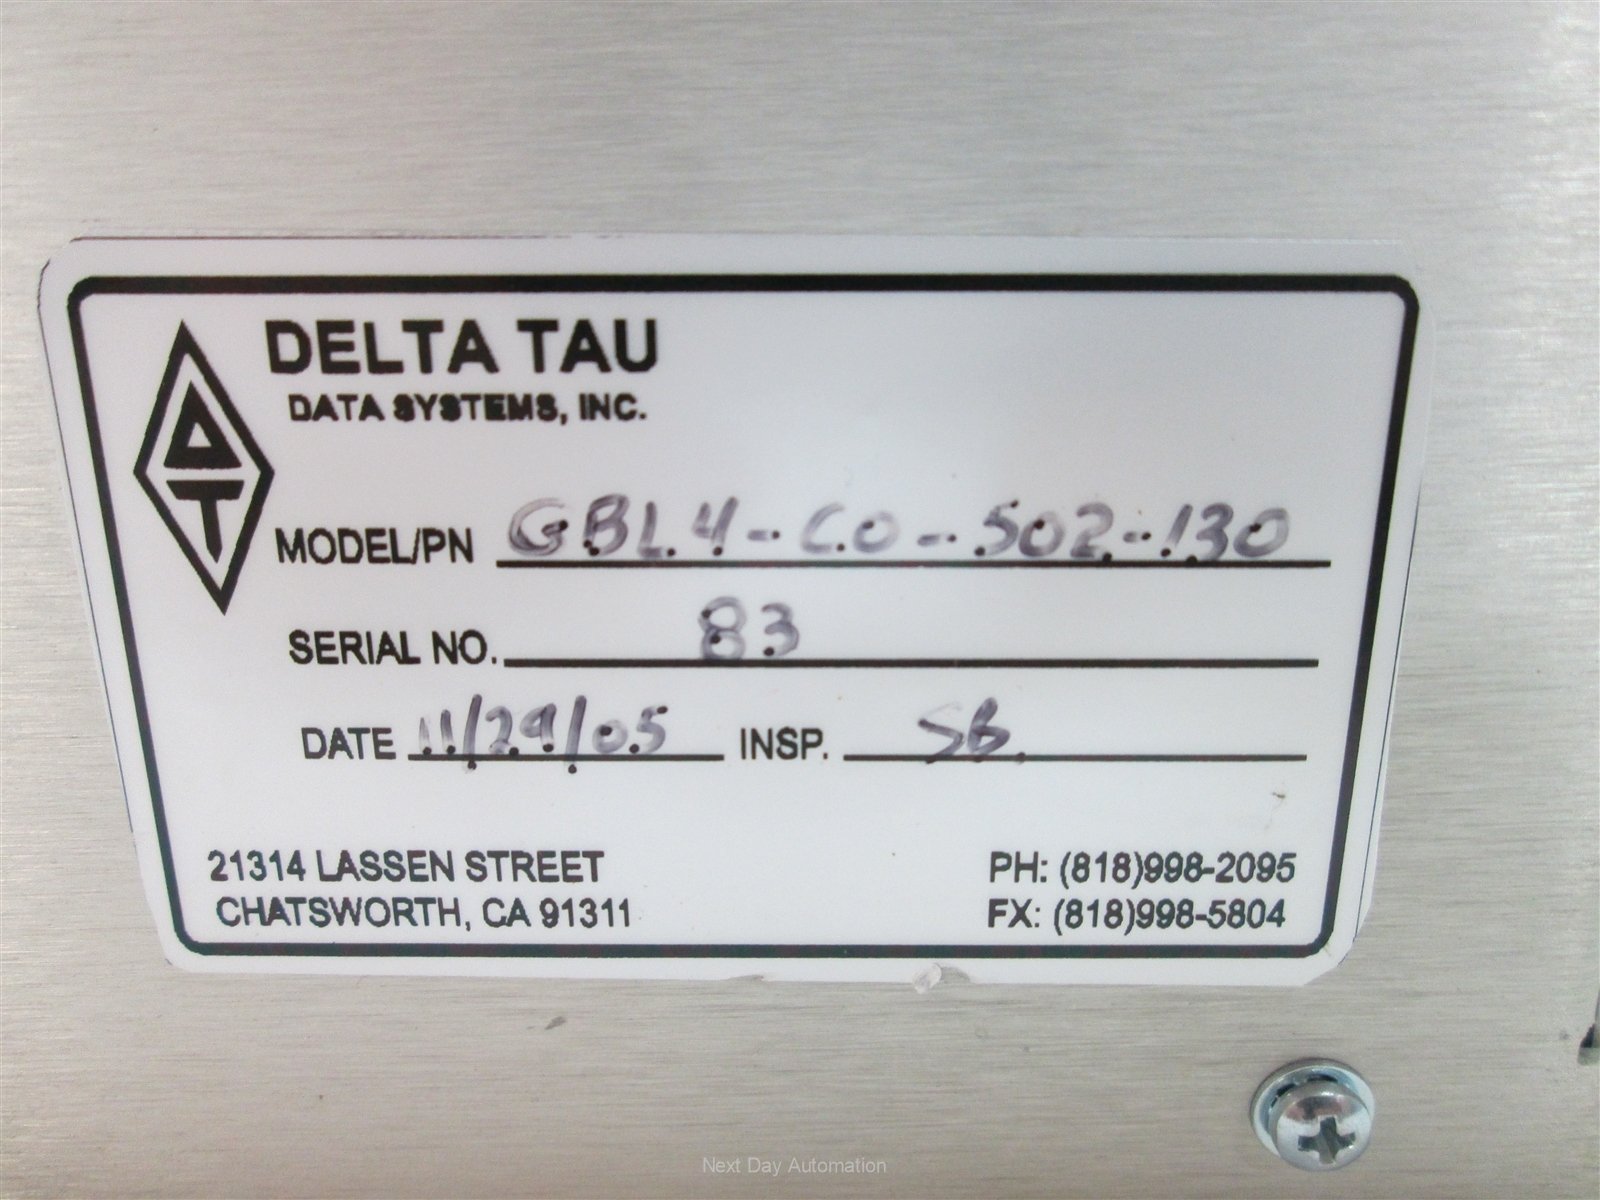 DELTA TAU
DATA SYSTEMS, INC.
ΔT
MODEL/PN GBL4-C0-502-130
SERIAL NO. 83
DATE 11/29/05 INSP. SB.
21314 LASSEN STREET
CHATSWORTH, CA 91311
PH: (818)998-2095
FX: (818)998-5804
Next Day Automation